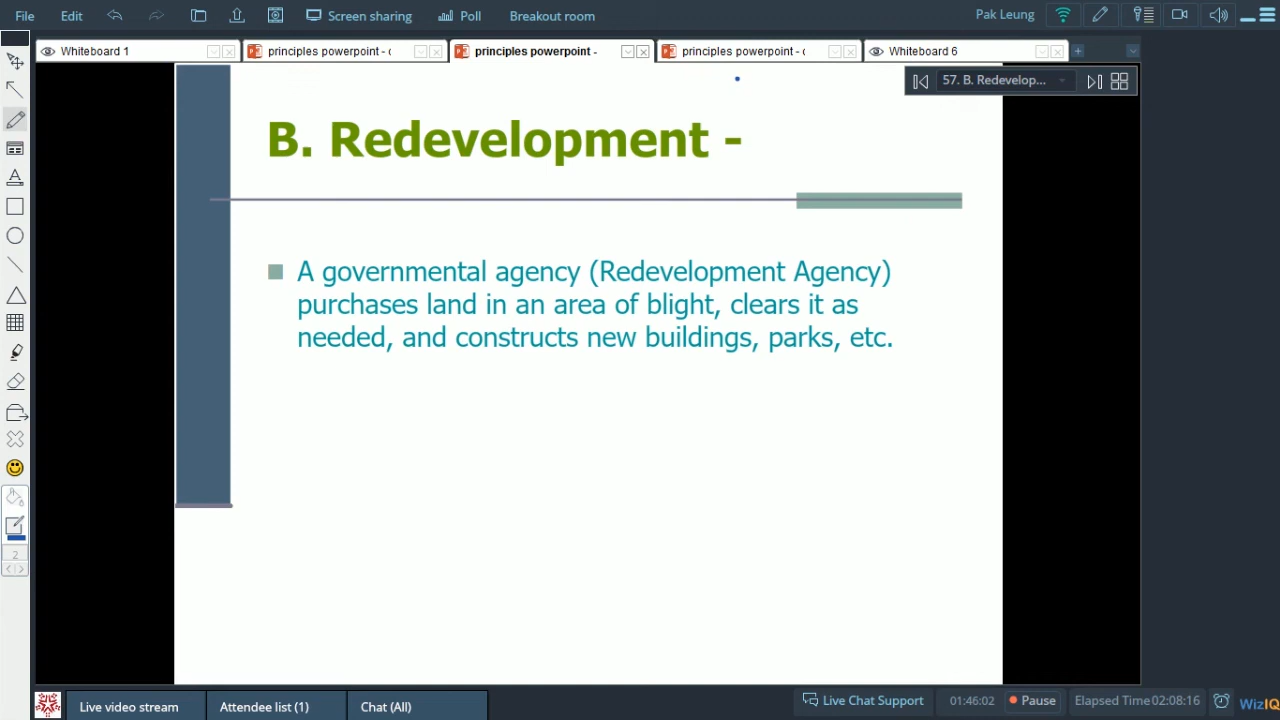 File Edit Screen sharing Poll Breakout room Pak Leung
Whiteboard 1 principles powerpoint - ( principles powerpoint - principles powerpoint - ( Whiteboard 6
57. B. Redevelop...
B. Redevelopment -
A governmental agency (Redevelopment Agency)
purchases land in an area of blight, clears it as
needed, and constructs new buildings, parks, etc.
2
Live video stream Attendee list (1) Chat (All) Live Chat Support 01:46:02 Pause Elapsed Time 02:08:16 WizIQ